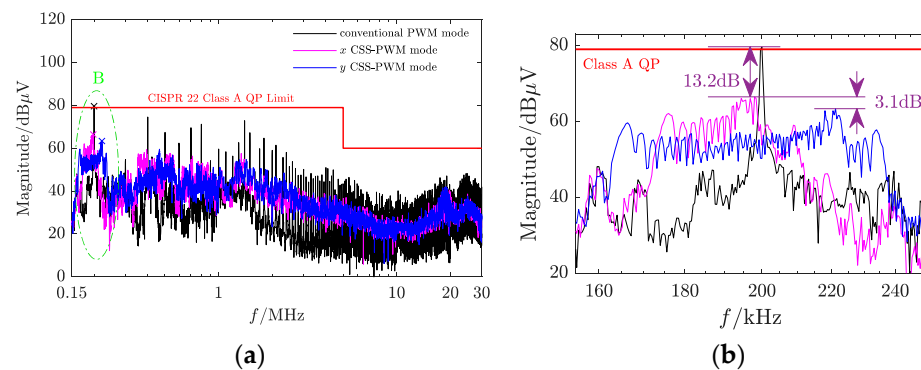 120
100
80
60
40
20
0
Magnitude/dBμV
0.15
1
10
20
30
f/MHz
B
CISPR 22 Class A QP Limit
conventional PWM mode
x CSS-PWM mode
y CSS-PWM mode
(a)
80
60
40
20
Magnitude/dBμV
Class A QP
13.2dB
3.1dB
160
180
200
220
240
f/kHz
(b)